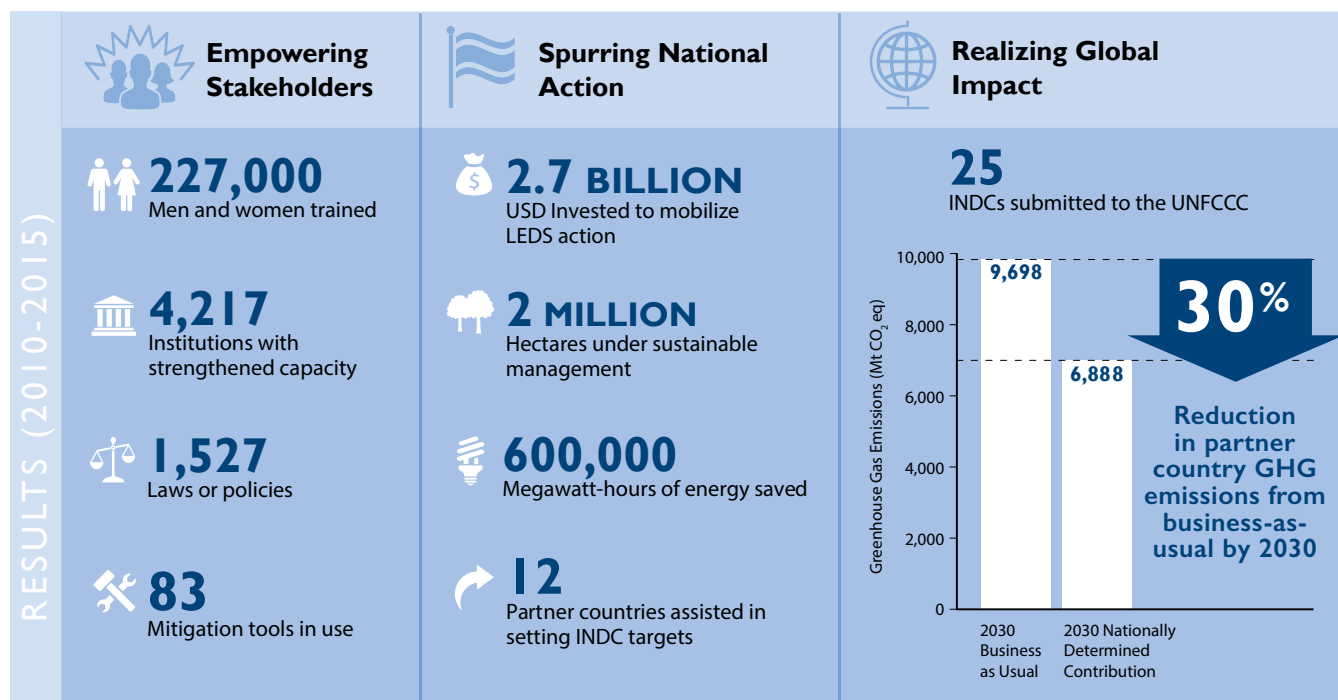 RESULTS (2010-2015)
Empowering
Stakeholders
227,000
Men and women trained
4,217
Institutions with
strengthened capacity
1,527
Laws or policies
83
Mitigation tools in use
Spurring National
Action
$
2.7 BILLION
USD Invested to mobilize
LEDS action
2 MILLION
Hectares under sustainable
management
600,000
Megawatt-hours of energy saved
12
Partner countries assisted in
setting INDC targets
Realizing Global
Impact
25
INDCs submitted to the UNFCCC
Greenhouse Gas Emissions (Mt CO₂ eq)
10,000
8,000
6,000
4,000
2,000
0
9,698
6,888
2030
Business
as Usual
2030 Nationally
Determined
Contribution
30%
Reduction
in partner
country GHG
emissions from
business-as-
usual by 2030